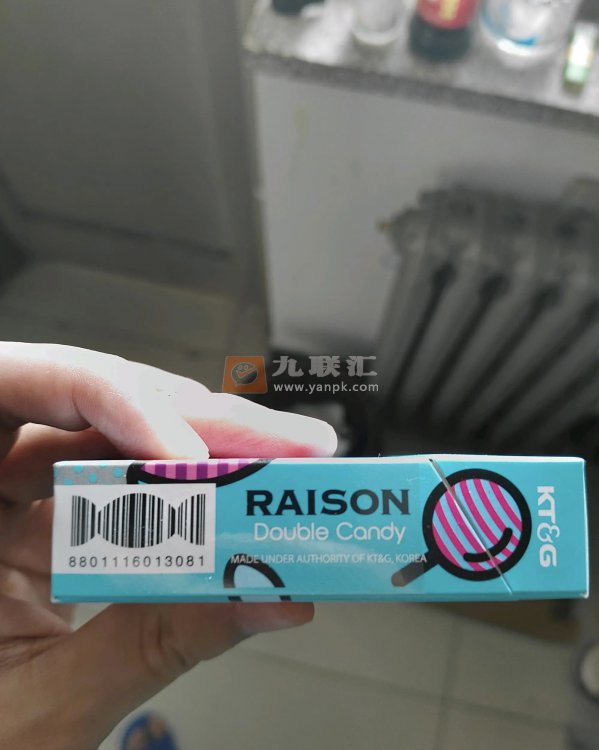 九联汇
www.yanpk.com
RAISON
Double Candy
MADE UNDER AUTHORITY OF KT&G, KOREA
8801116013081
KT&G